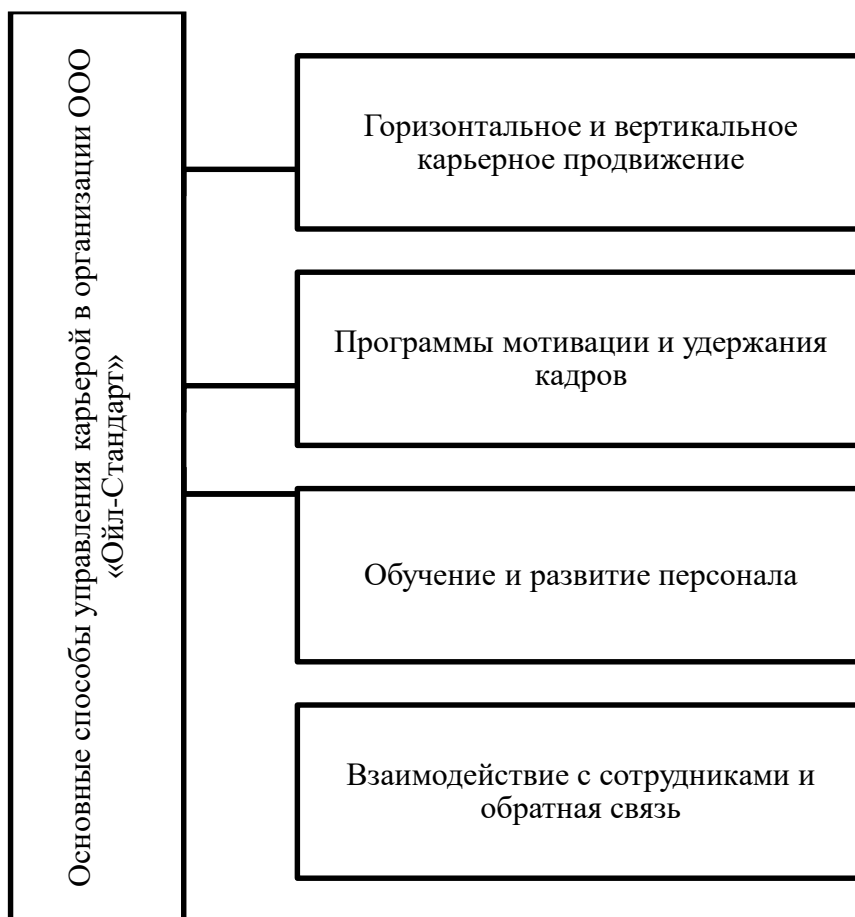 Основные способы управления карьерой в организации ООО
«Ойл-Стандарт»
Горизонтальное и вертикальное
карьерное продвижение
Программы мотивации и удержания
кадров
Обучение и развитие персонала
Взаимодействие с сотрудниками и
обратная связь